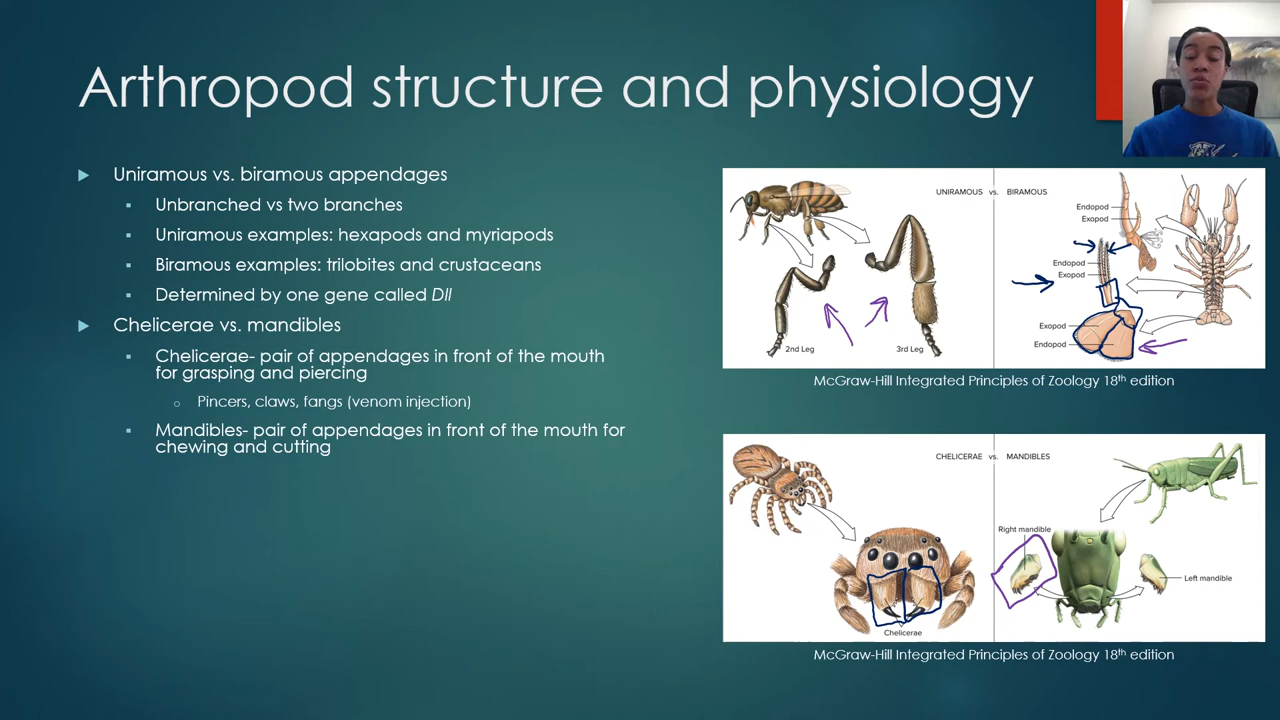 Arthropod structure and physiology
Uniramous vs. biramous appendages
Unbranched vs two branches
Uniramous examples: hexapods and myriapods
Biramous examples: trilobites and crustaceans
Determined by one gene called Dll
Chelicerae vs. mandibles
Chelicerae- pair of appendages in front of the mouth
for grasping and piercing
Pincers, claws, fangs (venom injection)
Mandibles- pair of appendages in front of the mouth for
chewing and cutting
UNIRAMOUS vs. BIRAMOUS
Endopod
Exopod
Endopod
Exopod
Exopod
Endopod
2nd Leg
3rd Leg
McGraw-Hill Integrated Principles of Zoology 18th edition
CHELICERAE vs. MANDIBLES
Right mandible
Left mandible
Chelicerae
McGraw-Hill Integrated Principles of Zoology 18th edition